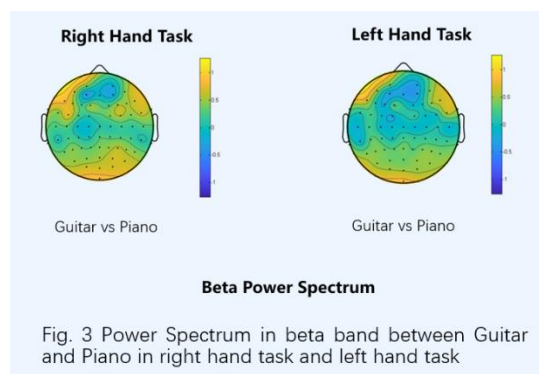 Right Hand Task
Left Hand Task
Guitar vs Piano
Guitar vs Piano
Beta Power Spectrum
Fig. 3 Power Spectrum in beta band between Guitar
and Piano in right hand task and left hand task